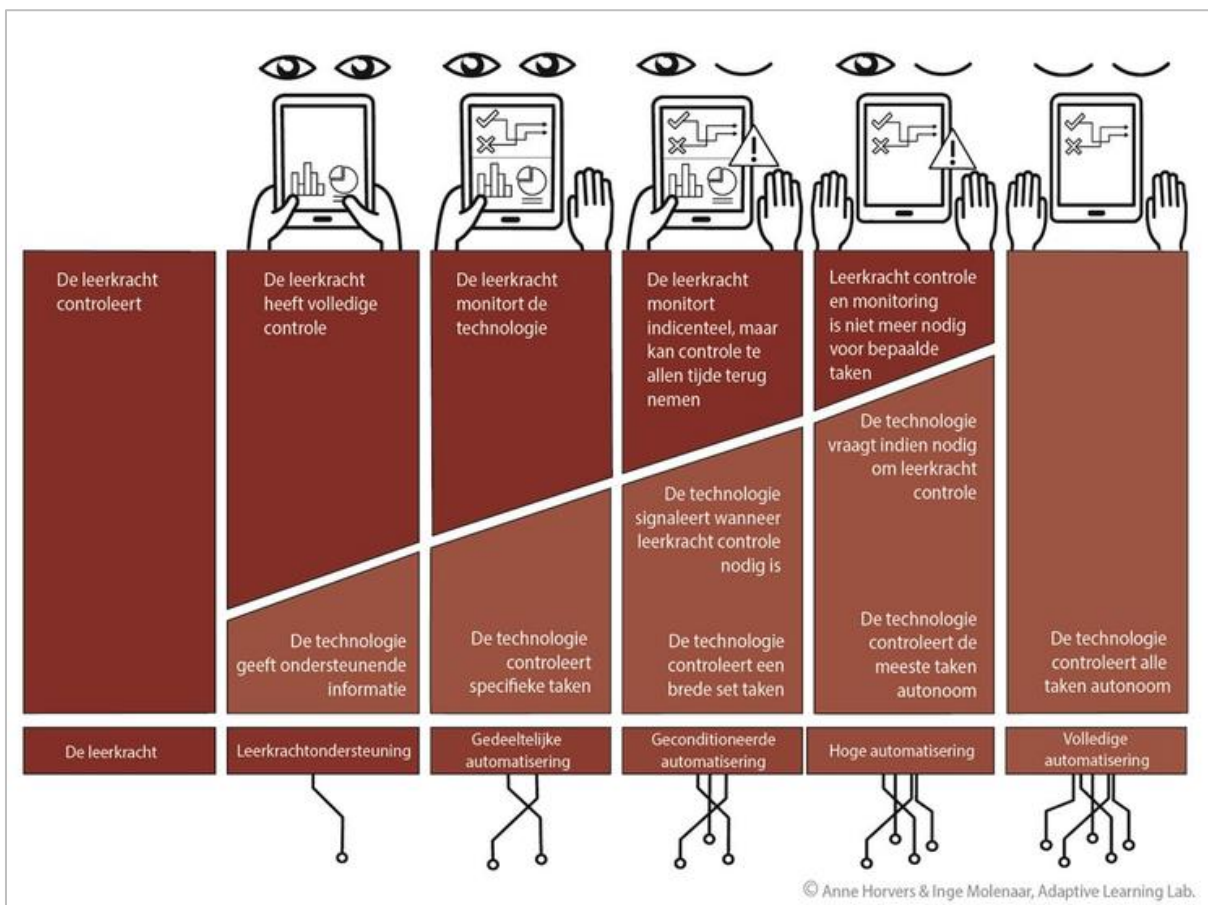 De leerkracht
controleert
De leerkracht
heeft volledige
controle
De leerkracht
monitort de
technologie
De leerkracht
monitort
indicenteel, maar
kan controle te
allen tijde terug
nemen
Leerkracht controle
en monitoring
is niet meer nodig
voor bepaalde
taken
De technologie
geeft ondersteunende
informatie
De technologie
controleert
specifieke taken
De technologie
signaleert wanneer
leerkracht controle
nodig is
De technologie
controleert een
brede set taken
De technologie
vraagt indien nodig
om leerkracht
controle
De technologie
controleert de
meeste taken
autonoom
De technologie
controleert alle
taken autonoom
De leerkracht
Leerkrachtondersteuning
Gedeeltelijke
automatisering
Geconditioneerde
automatisering
Hoge automatisering
Volledige
automatisering
© Anne Horvers & Inge Molenaar, Adaptive Learning Lab.